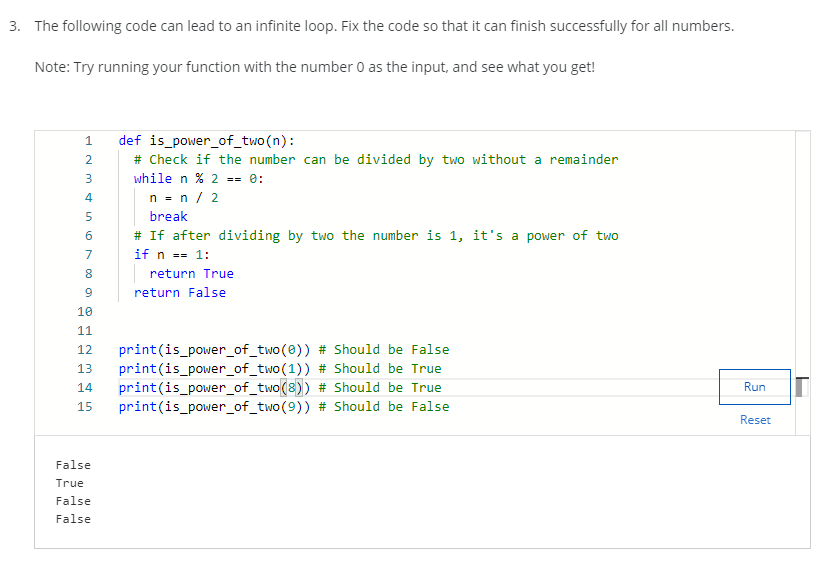 3. The following code can lead to an infinite loop. Fix the code so that it can finish successfully for all numbers.
Note: Try running your function with the number 0 as the input, and see what you get!
1 def is_power_of_two(n):
2 # Check if the number can be divided by two without a remainder
3 while n % 2 == 0:
4 n = n / 2
5 break
6 # If after dividing by two the number is 1, it's a power of two
7 if n == 1:
8 return True
9 return False
10
11
12 print(is_power_of_two(0)) # Should be False
13 print(is_power_of_two(1)) # Should be True
14 print(is_power_of_two(8)) # Should be True
15 print(is_power_of_two(9)) # Should be False
Run
Reset
False
True
False
False